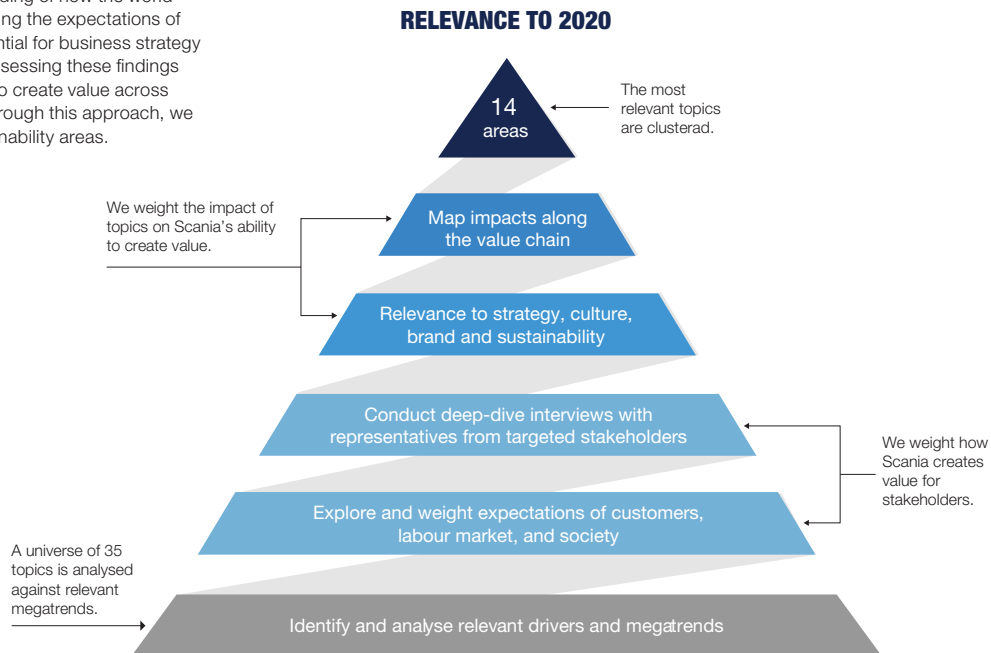 ing the expectations of
ntial for business strategy
sessing these findings
o create value across
rough this approach, we
nability areas.
RELEVANCE TO 2020
14
areas
The most
relevant topics
are clusterad.
We weight the impact of
topics on Scania's ability
to create value.
Map impacts along
the value chain
Relevance to strategy, culture,
brand and sustainability
Conduct deep-dive interviews with
representatives from targeted stakeholders
We weight how
Scania creates
value for
stakeholders.
Explore and weight expectations of customers,
labour market, and society
A universe of 35
topics is analysed
against relevant
megatrends.
Identify and analyse relevant drivers and megatrends